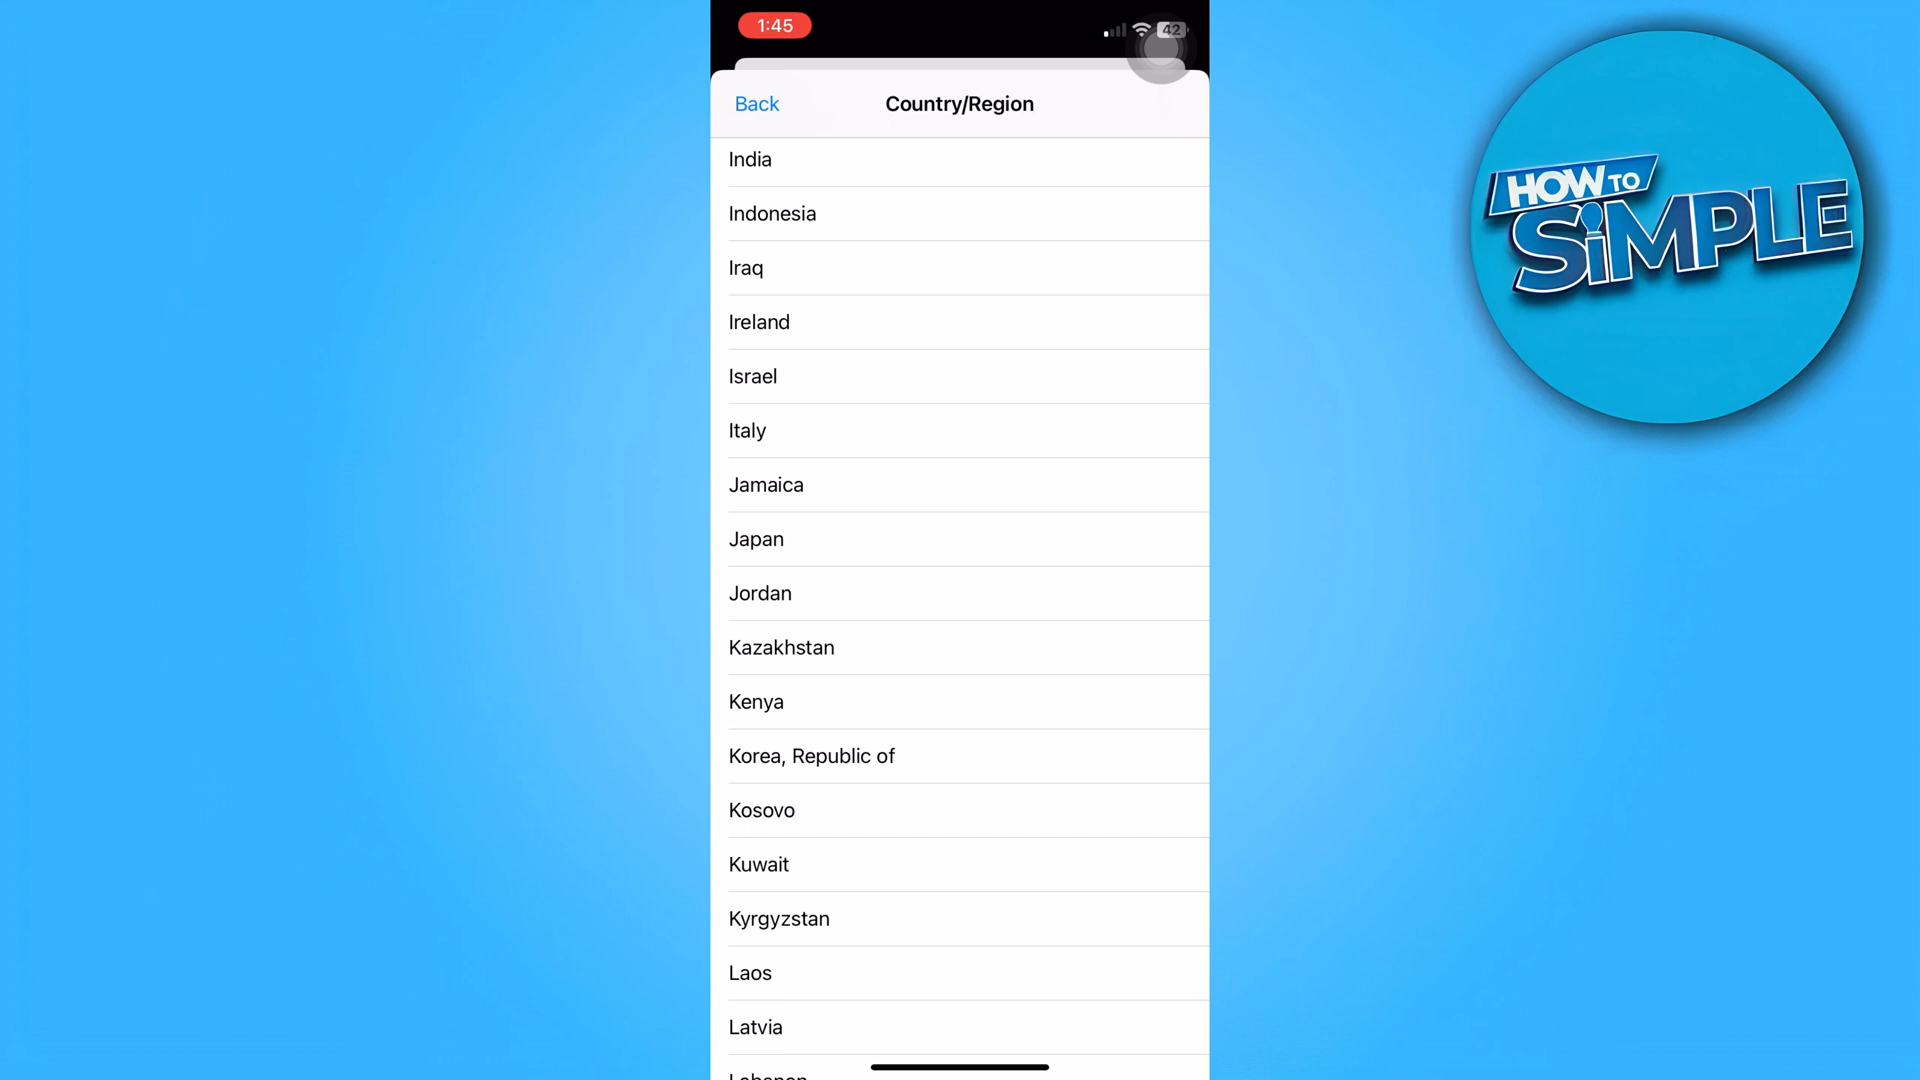 1:45
42
Back
Country/Region
India
Indonesia
Iraq
Ireland
Israel
Italy
Jamaica
Japan
Jordan
Kazakhstan
Kenya
Korea, Republic of
Kosovo
Kuwait
Kyrgyzstan
Laos
Latvia
Lebanon
HOW TO
SiMPLE